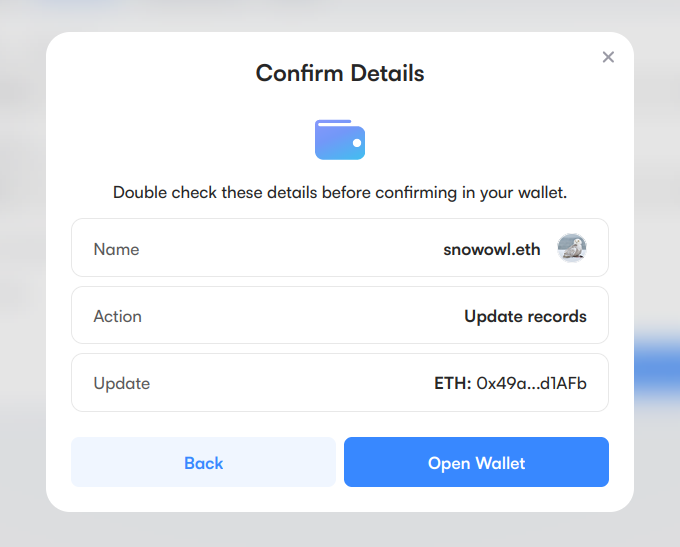 Confirm Details
Double check these details before confirming in your wallet.
Name snowowl.eth
Action Update records
Update ETH: 0x49a...d1AFb
Back Open Wallet